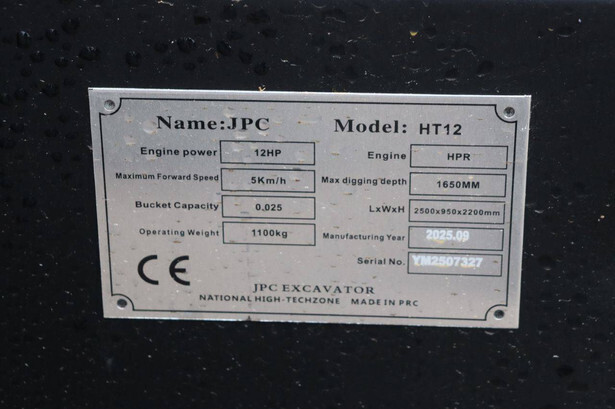 Name:JPC Model: HT12
Engine power 12HP Engine HPR
Maximum Forward Speed 5Km/h Max digging depth 1650MM
Bucket Capacity 0.025 LxWxH 2500x950x2200mm
Operating Weight 1100kg Manufacturing Year 2025.09
Serial No. YM2507327
CE
JPC EXCAVATOR
NATIONAL HIGH-TECHZONE MADE IN PRC